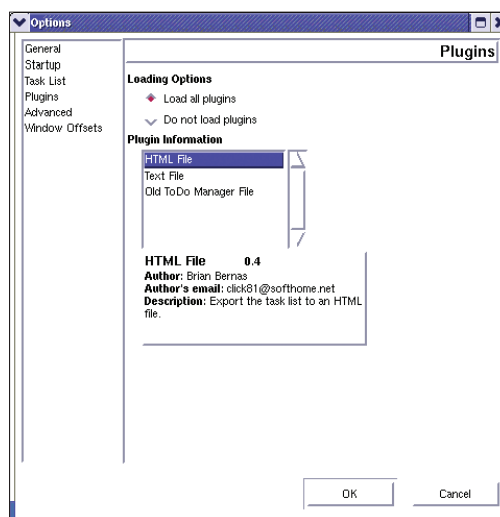 Options
General
Startup
Task List
Plugins
Advanced
Window Offsets
Plugins
Loading Options
Load all plugins
Do not load plugins
Plugin Information
HTML File
Text File
Old ToDo Manager File
HTML File 0.4
Author: Brian Bernas
Author's email: click81@softhome.net
Description: Export the task list to an HTML
file.
OK
Cancel